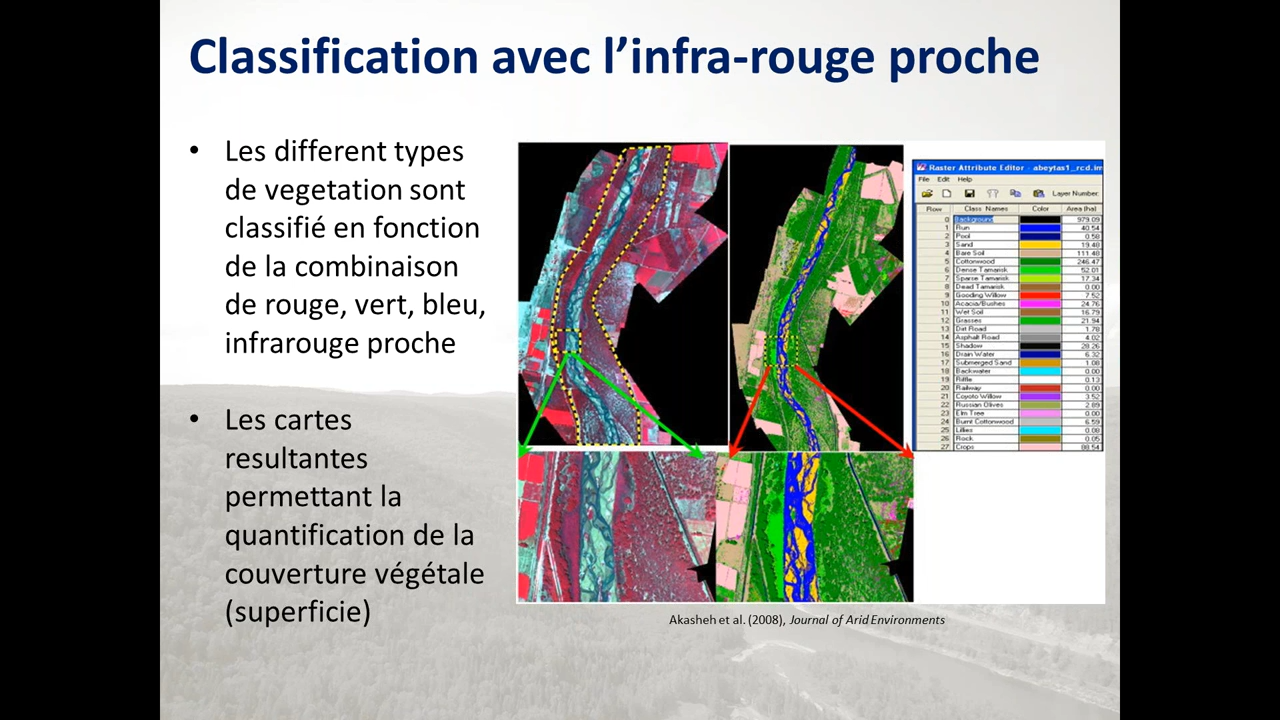 Classification avec l’infra-rouge proche
• Les different types
de vegetation sont
classifié en fonction
de la combinaison
de rouge, vert, bleu,
infrarouge proche
• Les cartes
resultantes
permettant la
quantification de la
couverture végétale
(superficie)
Raster Attribute Editor - abeytas1_rcd.im
File Edit Help
Layer Number:
Row Class Names Color Area (ha)
0 Background 979.09
1 Run 40.54
2 Pool 0.58
3 Sand 19.48
4 Bare Soil 111.48
5 Cottonwood 246.47
6 Dense Tamarisk 52.01
7 Sparse Tamarisk 17.34
8 Dead Tamarisk 0.00
9 Gooding Willow 7.52
10 Acacia/Bushes 24.76
11 Wet Soil 16.79
12 Grasses 21.94
13 Dirt Road 1.78
14 Asphalt Road 4.02
15 Shadow 28.26
16 Drain Water 6.32
17 Submerged Sand 1.08
18 Backwater 0.00
19 Riffle 0.13
20 Railway 0.00
21 Coyoto Willow 3.52
22 Russian Olives 2.89
23 Elm Tree 0.00
24 Burnt Cottonwood 6.59
25 Lillies 0.08
26 Rock 0.05
27 Crops 88.54
Akasheh et al. (2008), Journal of Arid Environments